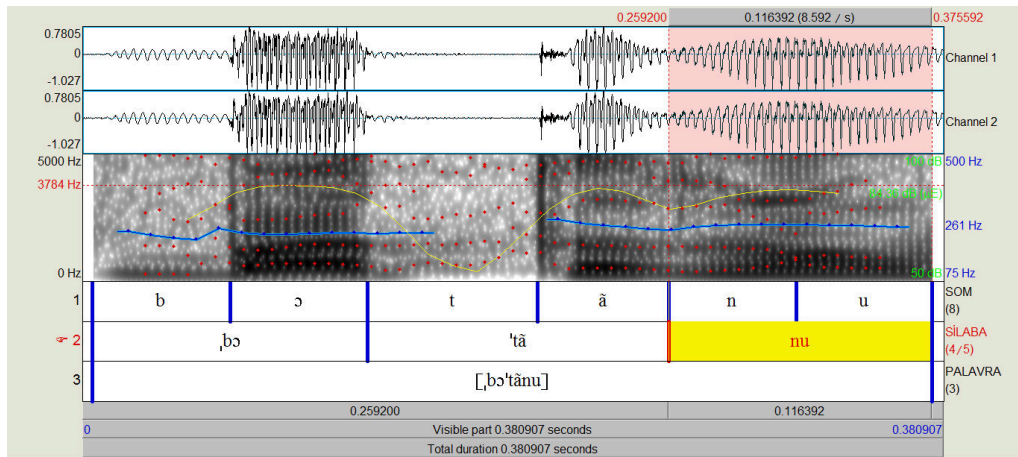 0.259200 0.116392 (8.592 / s) 0.375592
0.7805
0
-1.027
Channel 1
0.7805
0
-1.027
Channel 2
5000 Hz 500 Hz
3784 Hz
261 Hz
0 Hz 50 dB 75 Hz
1 b ɔ t ã n u SOM
(8)
2 ˌbɔ ˈtã nu SÍLABA
(4/5)
3 [ˌbɔˈtãnu] PALAVRA
(3)
0.259200 0.116392
0 Visible part 0.380907 seconds 0.380907
Total duration 0.380907 seconds